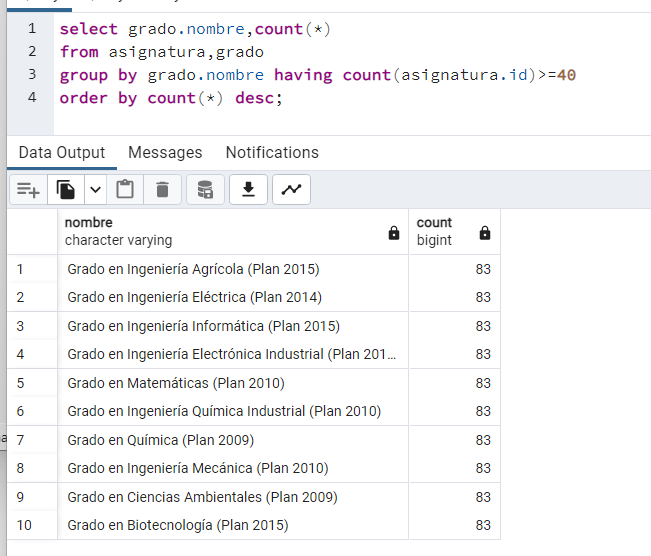 1 select grado.nombre,count(*)
2 from asignatura,grado
3 group by grado.nombre having count(asignatura.id)>=40
4 order by count(*) desc;
Data Output Messages Notifications
nombre count
character varying bigint
1 Grado en Ingeniería Agrícola (Plan 2015) 83
2 Grado en Ingeniería Eléctrica (Plan 2014) 83
3 Grado en Ingeniería Informática (Plan 2015) 83
4 Grado en Ingeniería Electrónica Industrial (Plan 201... 83
5 Grado en Matemáticas (Plan 2010) 83
6 Grado en Ingeniería Química Industrial (Plan 2010) 83
7 Grado en Química (Plan 2009) 83
8 Grado en Ingeniería Mecánica (Plan 2010) 83
9 Grado en Ciencias Ambientales (Plan 2009) 83
10 Grado en Biotecnología (Plan 2015) 83